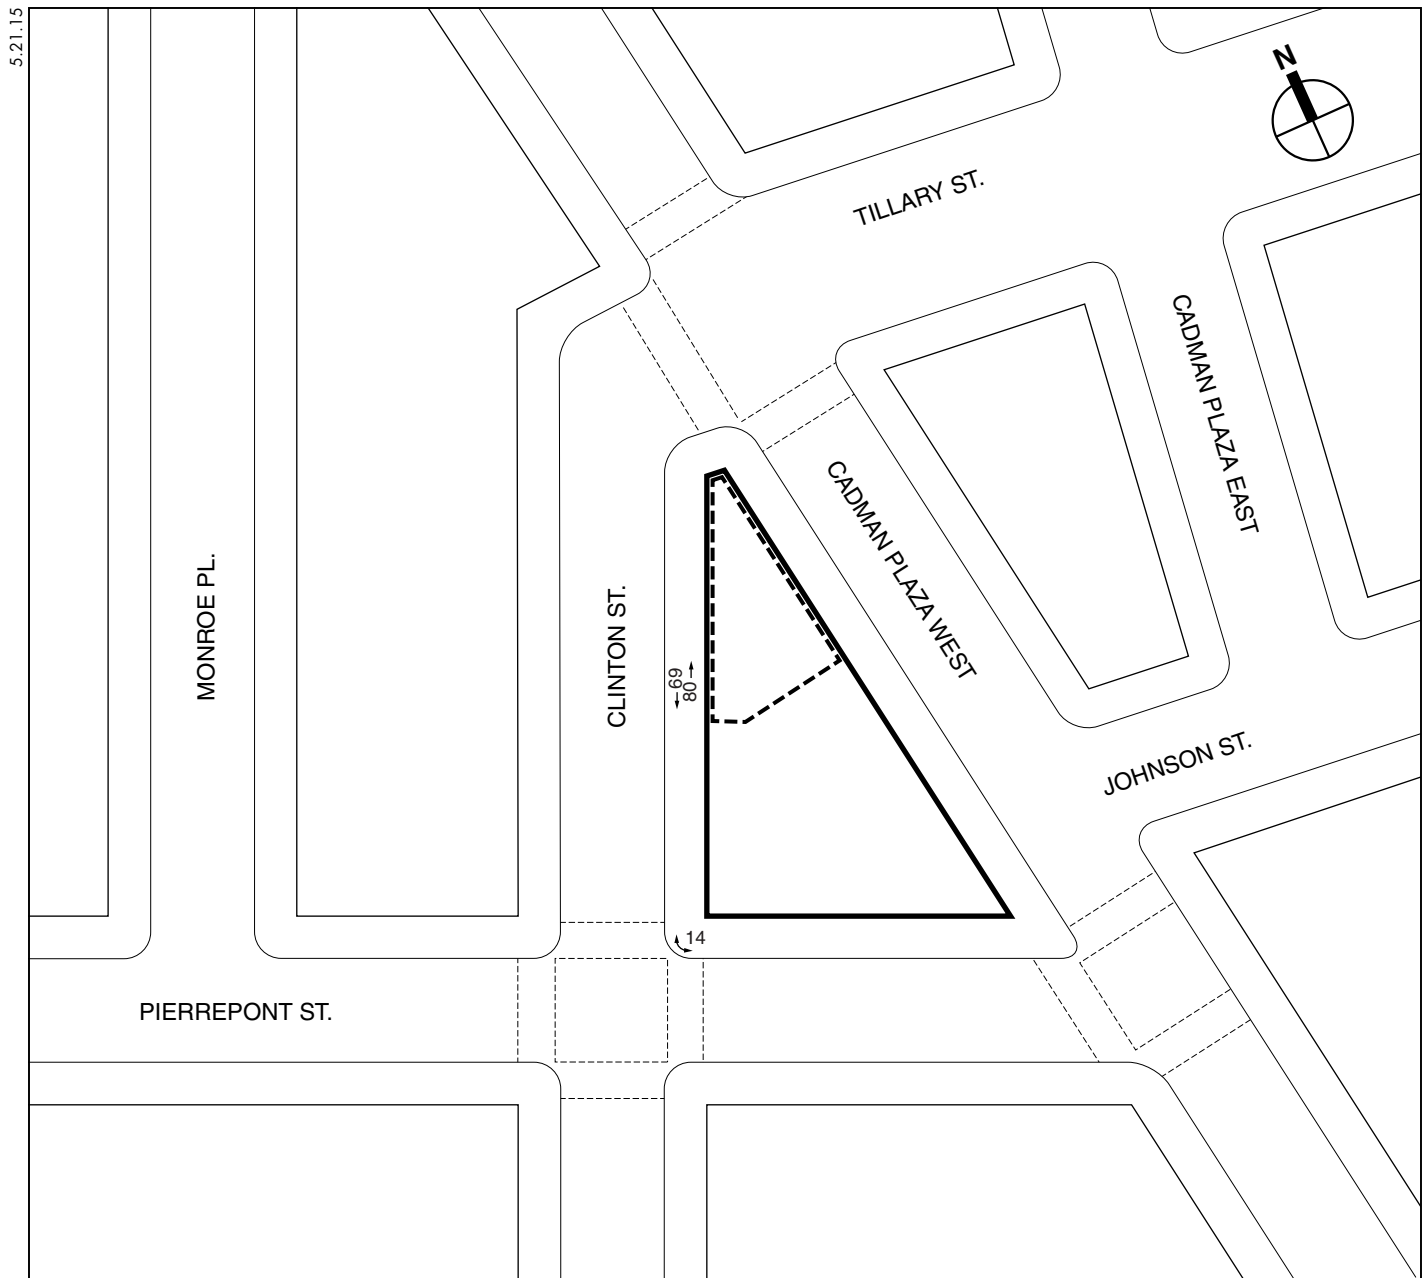 5.21.15
N
TILLARY ST.
CADMAN PLAZA EAST
CADMAN PLAZA WEST
MONROE PL.
CLINTON ST.
69
80
JOHNSON ST.
14
PIERREPONT ST.